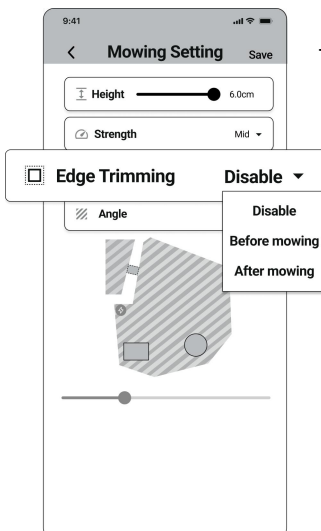 9:41
Mowing Setting Save
Height 6.0cm
Strength Mid
Edge Trimming Disable
Disable
Angle
Before mowing
After mowing